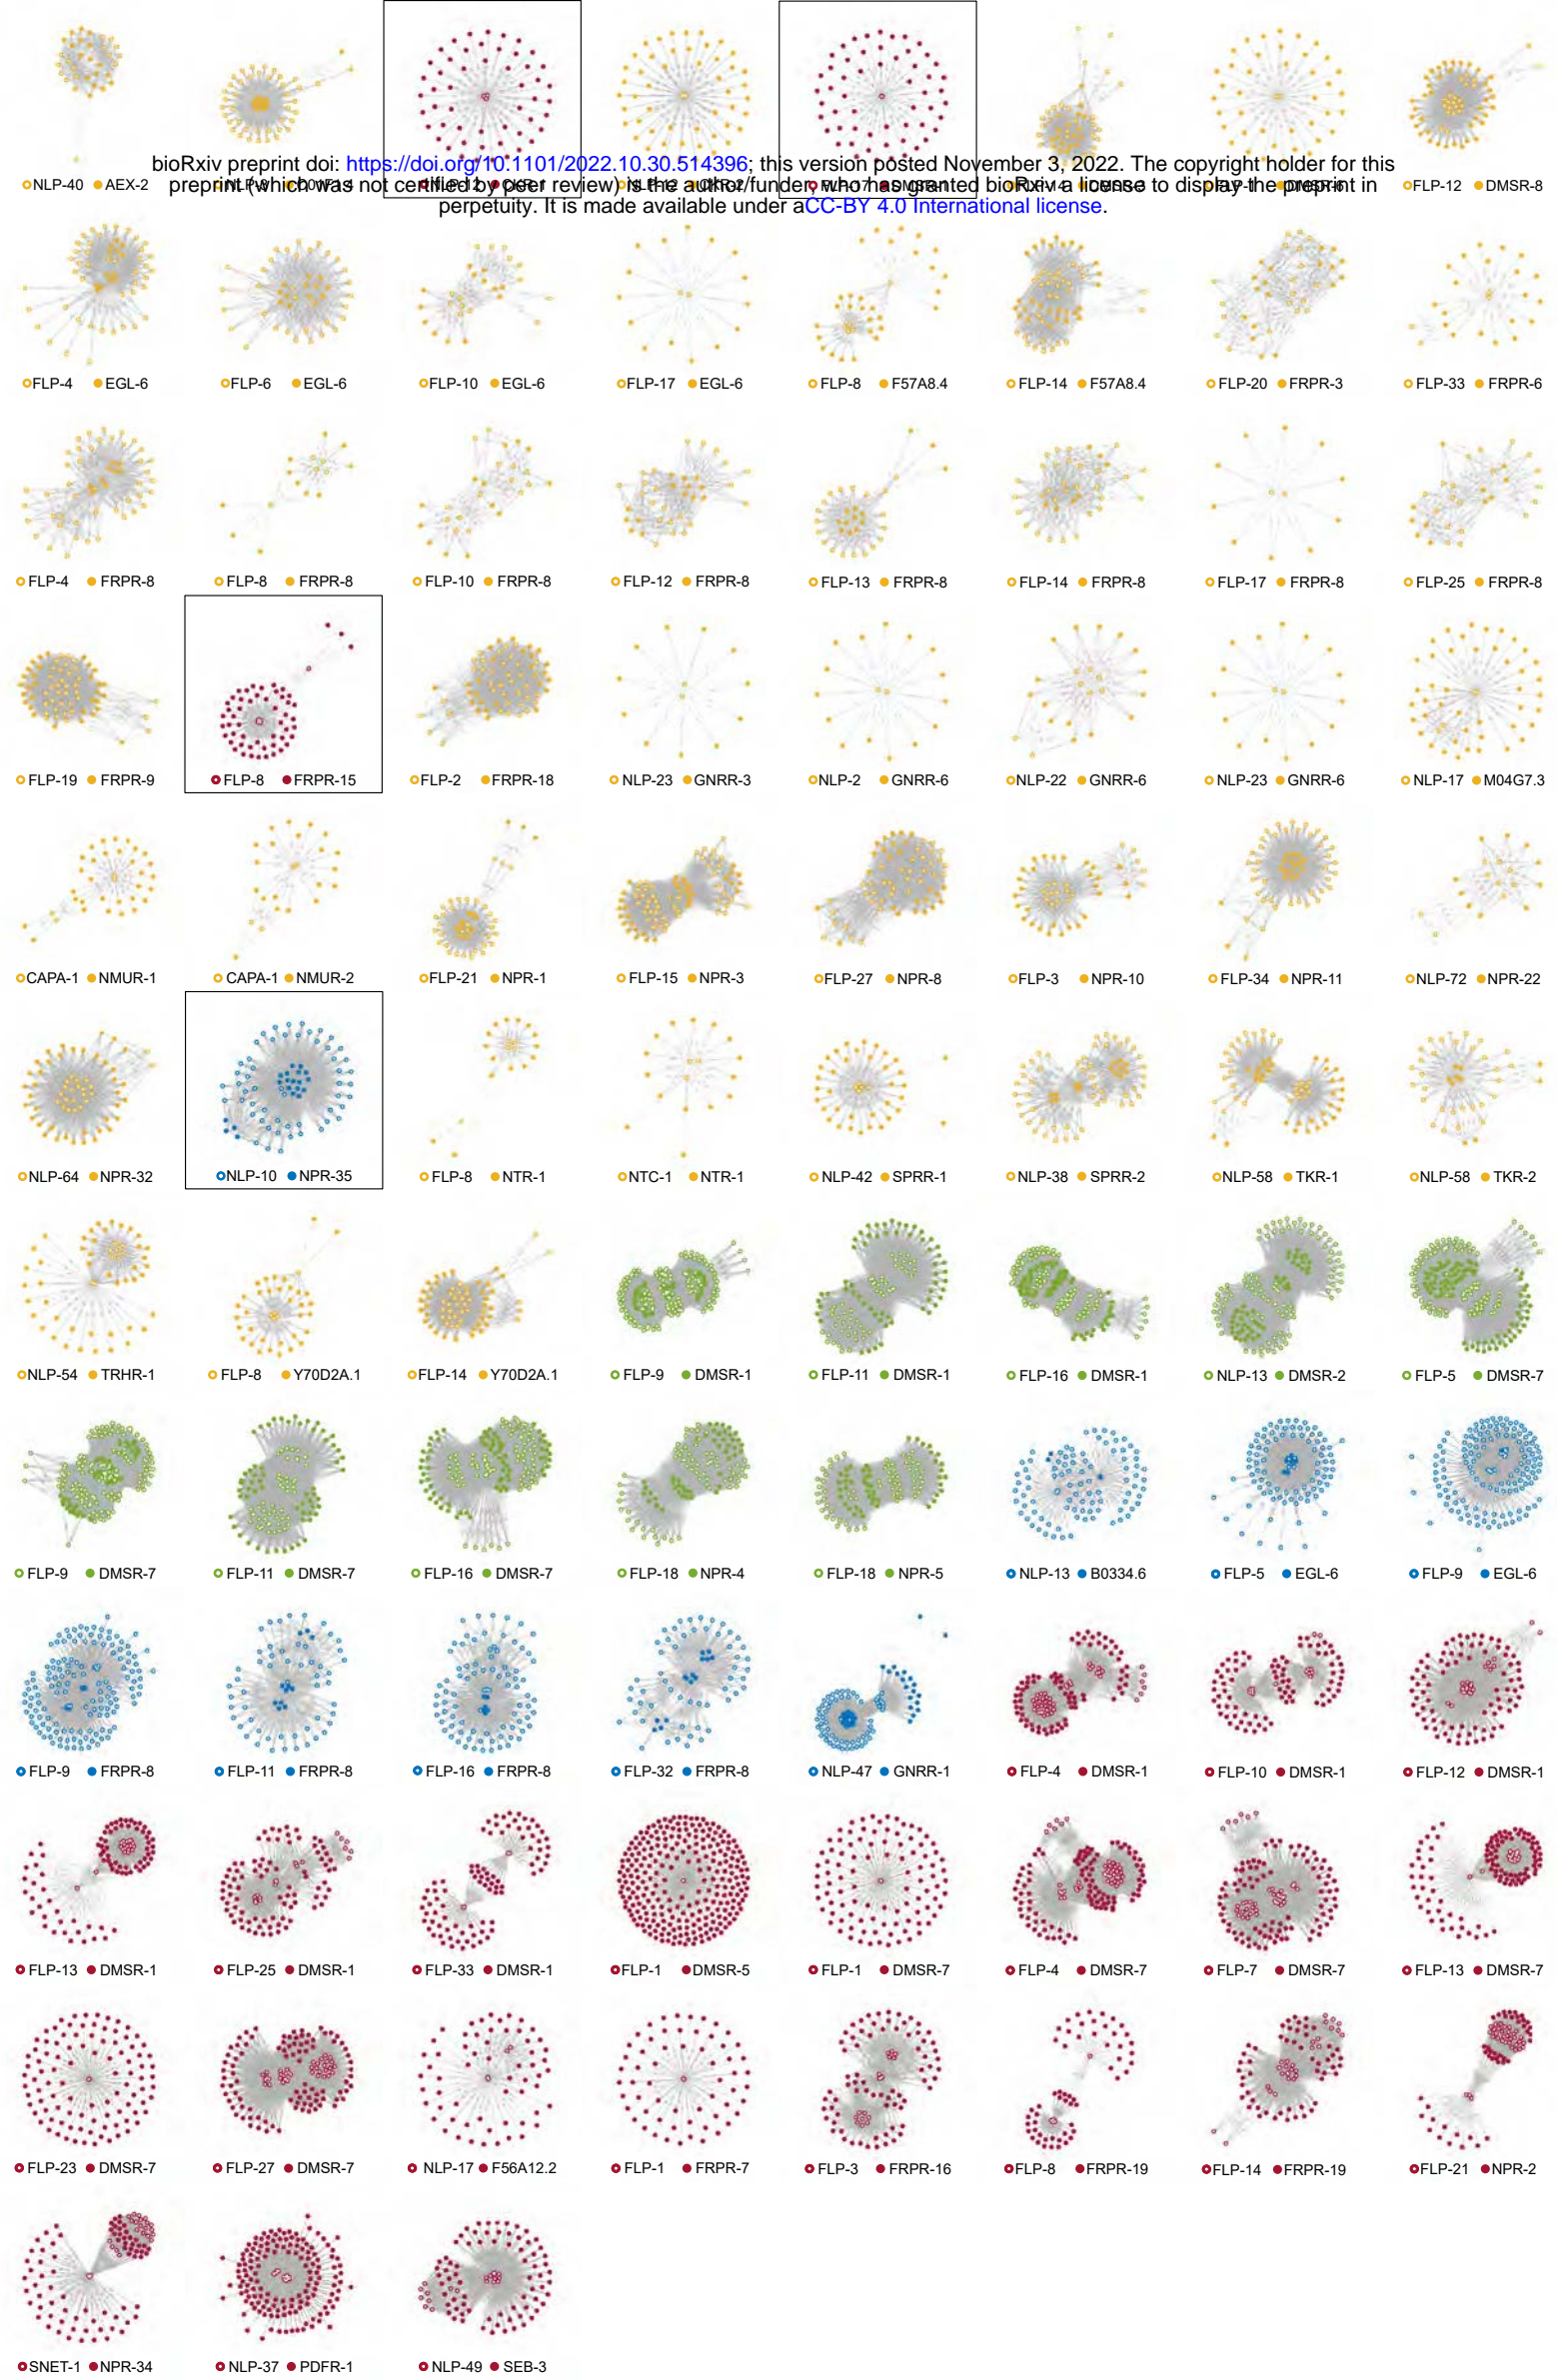 bioRxiv preprint doi: https://doi.org/10.1101/2022.10.30.514396; this version posted November 3, 2022. The copyright holder for this
preprint (which was not certified by peer review) is the author/funder, who has granted bioRxiv a license to display the preprint in
perpetuity. It is made available under aCC-BY 4.0 International license.
NLP-40 AEX-2 FLP-12 DMSR-8
FLP-4 EGL-6 FLP-6 EGL-6 FLP-10 EGL-6 FLP-17 EGL-6 FLP-8 F57A8.4 FLP-14 F57A8.4 FLP-20 FRPR-3 FLP-33 FRPR-6
FLP-4 FRPR-8 FLP-8 FRPR-8 FLP-10 FRPR-8 FLP-12 FRPR-8 FLP-13 FRPR-8 FLP-14 FRPR-8 FLP-17 FRPR-8 FLP-25 FRPR-8
FLP-19 FRPR-9 FLP-8 FRPR-15 FLP-2 FRPR-18 NLP-23 GNRR-3 NLP-2 GNRR-6 NLP-22 GNRR-6 NLP-23 GNRR-6 NLP-17 M04G7.3
CAPA-1 NMUR-1 CAPA-1 NMUR-2 FLP-21 NPR-1 FLP-15 NPR-3 FLP-27 NPR-8 FLP-3 NPR-10 FLP-34 NPR-11 NLP-72 NPR-22
NLP-64 NPR-32 NLP-10 NPR-35 FLP-8 NTR-1 NTC-1 NTR-1 NLP-42 SPRR-1 NLP-38 SPRR-2 NLP-58 TKR-1 NLP-58 TKR-2
NLP-54 TRHR-1 FLP-8 Y70D2A.1 FLP-14 Y70D2A.1 FLP-9 DMSR-1 FLP-11 DMSR-1 FLP-16 DMSR-1 NLP-13 DMSR-2 FLP-5 DMSR-7
FLP-9 DMSR-7 FLP-11 DMSR-7 FLP-16 DMSR-7 FLP-18 NPR-4 FLP-18 NPR-5 NLP-13 B0334.6 FLP-5 EGL-6 FLP-9 EGL-6
FLP-9 FRPR-8 FLP-11 FRPR-8 FLP-16 FRPR-8 FLP-32 FRPR-8 NLP-47 GNRR-1 FLP-4 DMSR-1 FLP-10 DMSR-1 FLP-12 DMSR-1
FLP-13 DMSR-1 FLP-25 DMSR-1 FLP-33 DMSR-1 FLP-1 DMSR-5 FLP-1 DMSR-7 FLP-4 DMSR-7 FLP-7 DMSR-7 FLP-13 DMSR-7
FLP-23 DMSR-7 FLP-27 DMSR-7 NLP-17 F56A12.2 FLP-1 FRPR-7 FLP-3 FRPR-16 FLP-8 FRPR-19 FLP-14 FRPR-19 FLP-21 NPR-2
SNET-1 NPR-34 NLP-37 PDFR-1 NLP-49 SEB-3